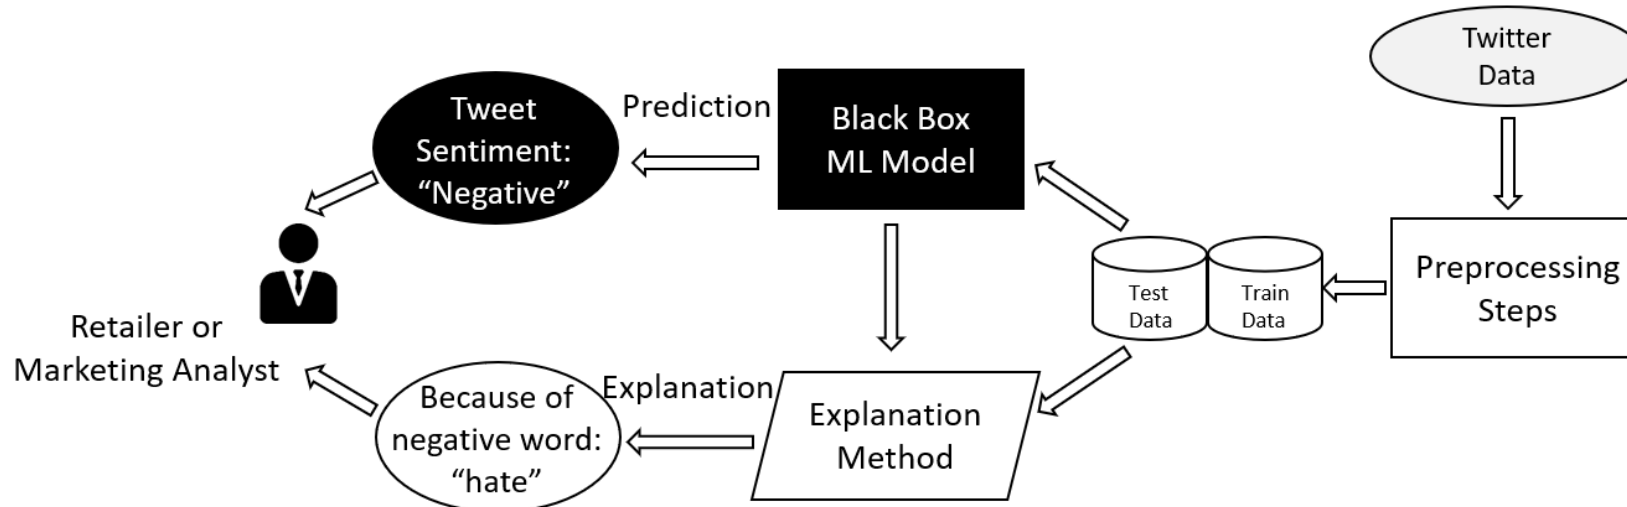 Twitter
Data
Tweet
Sentiment:
“Negative”
Prediction
Black Box
ML Model
Preprocessing
Steps
Test
Data
Train
Data
Retailer or
Marketing Analyst
Because of
negative word:
“hate”
Explanation
Explanation
Method